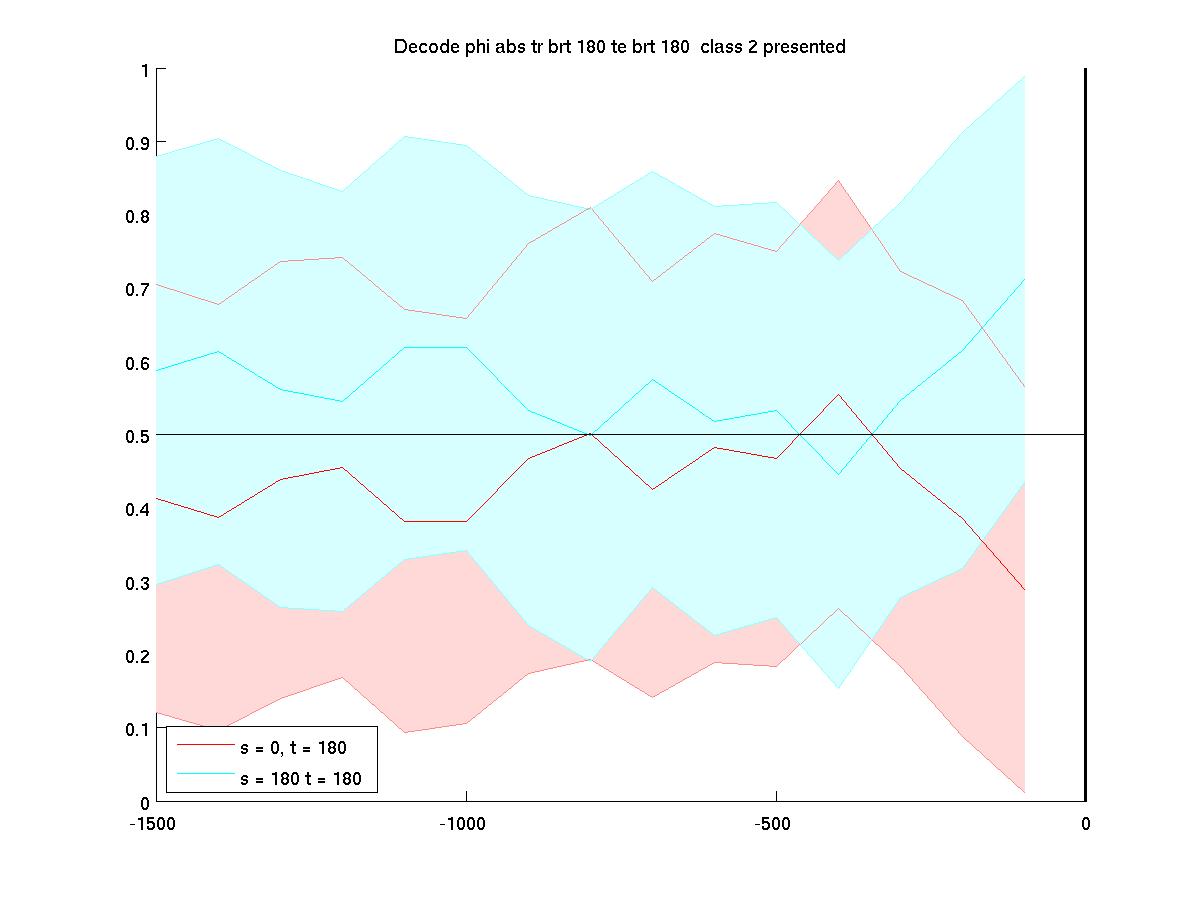 Decode phi abs tr brt 180 te brt 180  class 2 presented
1
0.9
0.8
0.7
0.6
0.5
0.4
0.3
0.2
0.1
0
s = 0, t = 180
s = 180 t = 180
-1500 -1000 -500 0